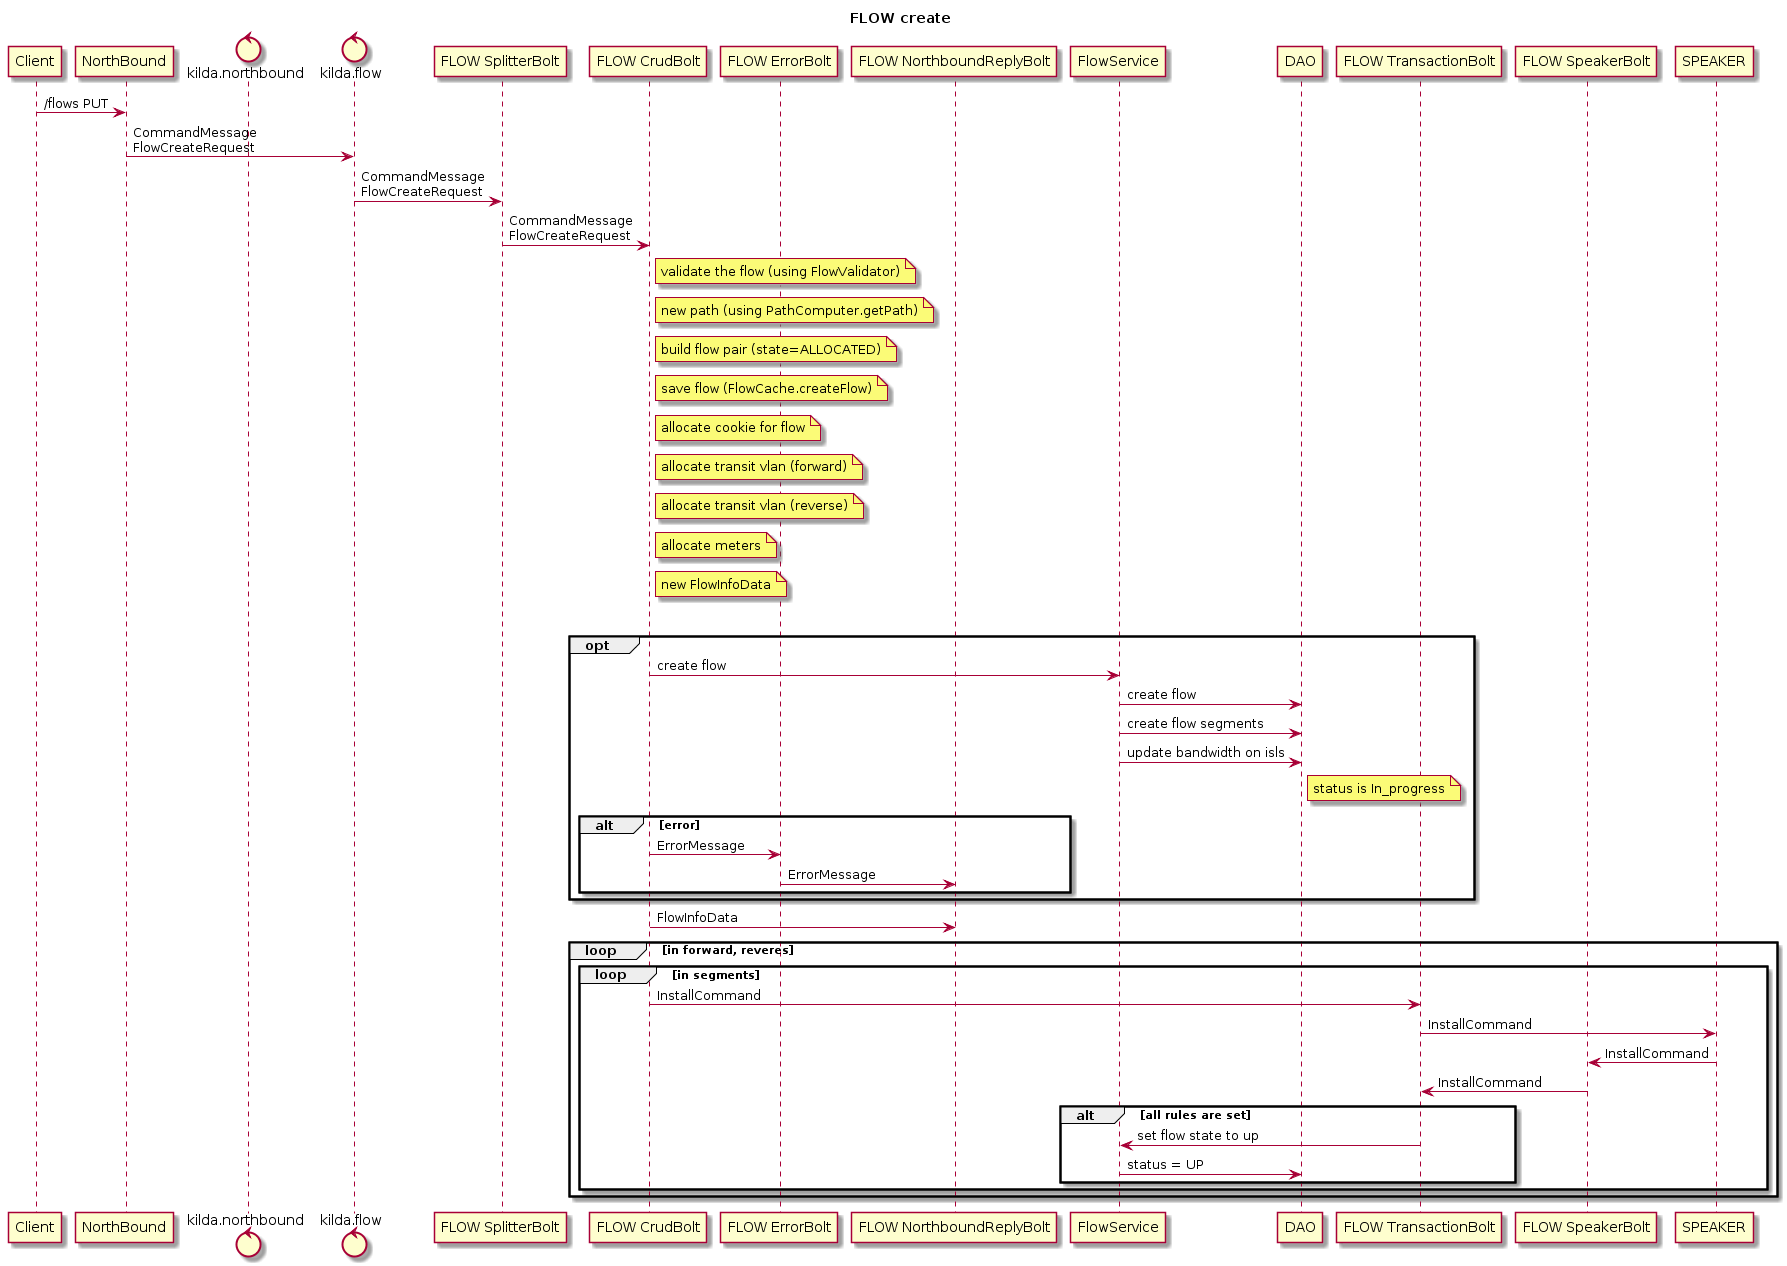 FLOW create
Client
NorthBound
kilda.northbound
kilda.flow
FLOW SplitterBolt
FLOW CrudBolt
FLOW ErrorBolt
FLOW NorthboundReplyBolt
FlowService
DAO
FLOW TransactionBolt
FLOW SpeakerBolt
SPEAKER
/flows PUT
CommandMessage
FlowCreateRequest
CommandMessage
FlowCreateRequest
CommandMessage
FlowCreateRequest
validate the flow (using FlowValidator)
new path (using PathComputer.getPath)
build flow pair (state=ALLOCATED)
save flow (FlowCache.createFlow)
allocate cookie for flow
allocate transit vlan (forward)
allocate transit vlan (reverse)
allocate meters
new FlowInfoData
opt
create flow
create flow
create flow segments
update bandwidth on isls
status is In_progress
alt [error]
ErrorMessage
ErrorMessage
FlowInfoData
loop [in forward, reveres]
loop [in segments]
InstallCommand
InstallCommand
InstallCommand
InstallCommand
alt [all rules are set]
set flow state to up
status = UP
Client
NorthBound
kilda.northbound
kilda.flow
FLOW SplitterBolt
FLOW CrudBolt
FLOW ErrorBolt
FLOW NorthboundReplyBolt
FlowService
DAO
FLOW TransactionBolt
FLOW SpeakerBolt
SPEAKER